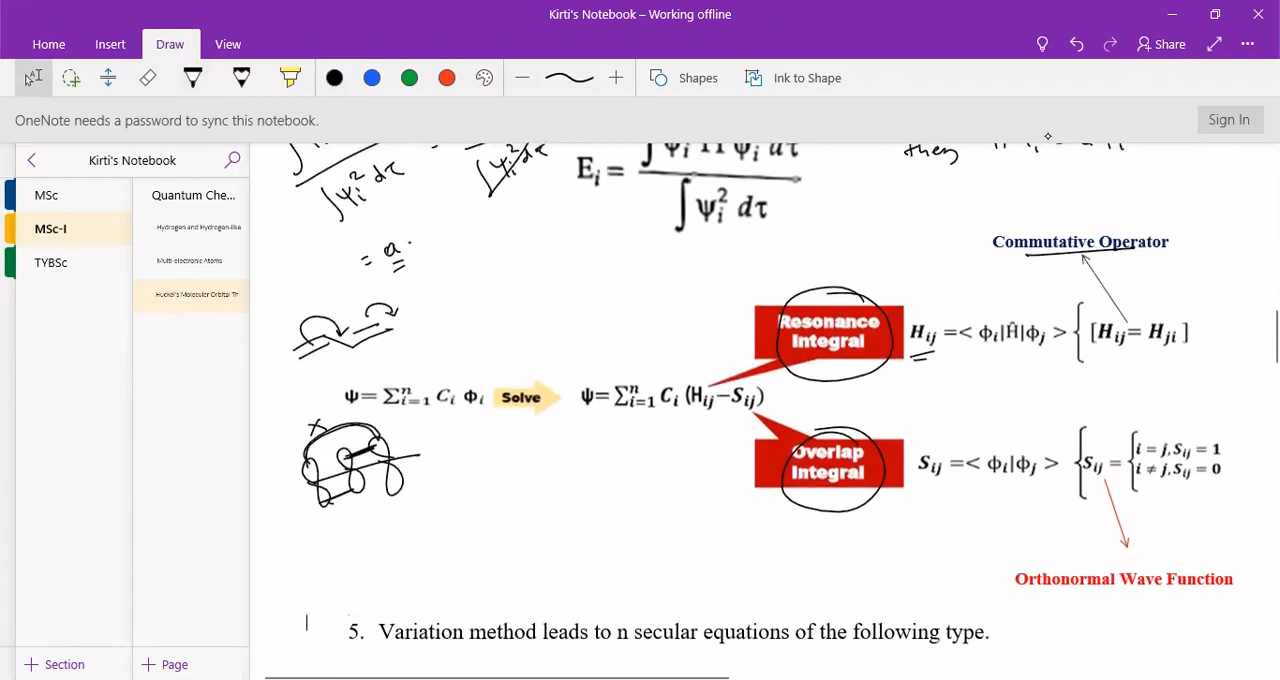 Kirti's Notebook – Working offline
Home Insert Draw View
Share
Shapes Ink to Shape
OneNote needs a password to sync this notebook.
Sign In
Kirti's Notebook
MSc
MSc-I
TYBSc
Quantum Che...
Hydrogen and Hydrogen-like
Multi electronic Atoms
Huckel's Molecular Orbital Th
+ Section
+ Page
∫ψᵢ² dτ
∫ψᵢ² dτ
Eᵢ = ∫ ψᵢ H ψᵢ dτ
∫ ψᵢ² dτ
then
= a.
Commutative Operator
Resonance
Integral
Hᵢⱼ =< ϕᵢ|Ĥ|ϕⱼ > { [Hᵢⱼ= Hⱼᵢ ]
Ψ= Σⁿᵢ₌₁ Cᵢ Φᵢ Solve Ψ= Σⁿᵢ₌₁ Cᵢ (Hᵢⱼ–Sᵢⱼ)
x
Overlap
Integral
Sᵢⱼ =< ϕᵢ|ϕⱼ > { Sᵢⱼ = { i = j, Sᵢⱼ = 1
i ≠ j, Sᵢⱼ = 0
Orthonormal Wave Function
5. Variation method leads to n secular equations of the following type.